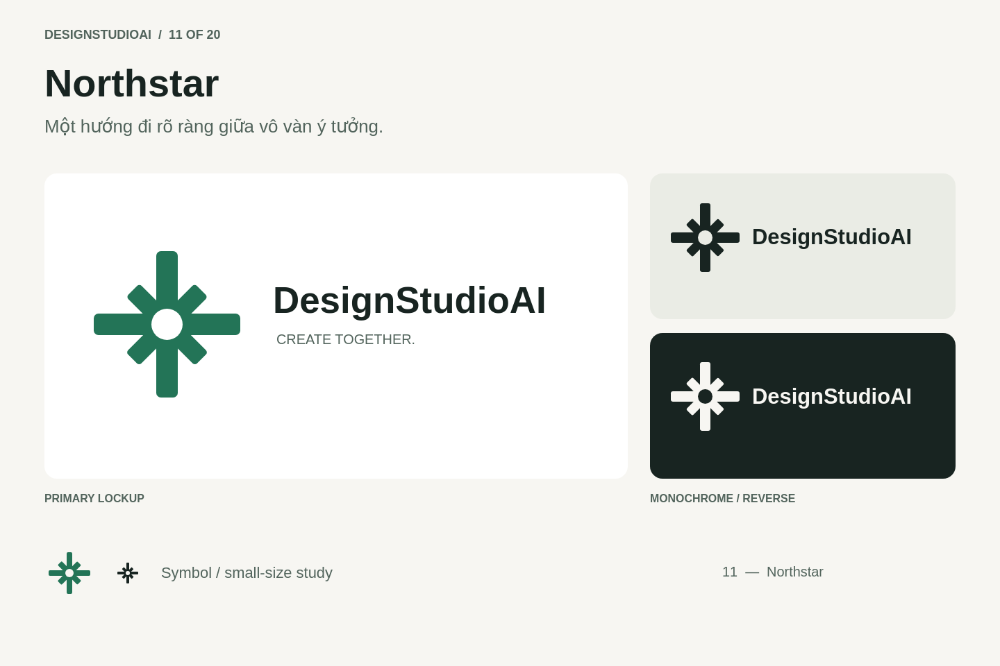 DESIGNSTUDIOAI / 11 OF 20
Northstar
Một hướng đi rõ ràng giữa vô vàn ý tưởng.
DesignStudioAI
CREATE TOGETHER.
DesignStudioAI
DesignStudioAI
PRIMARY LOCKUP
MONOCHROME / REVERSE
Symbol / small-size study
11 — Northstar